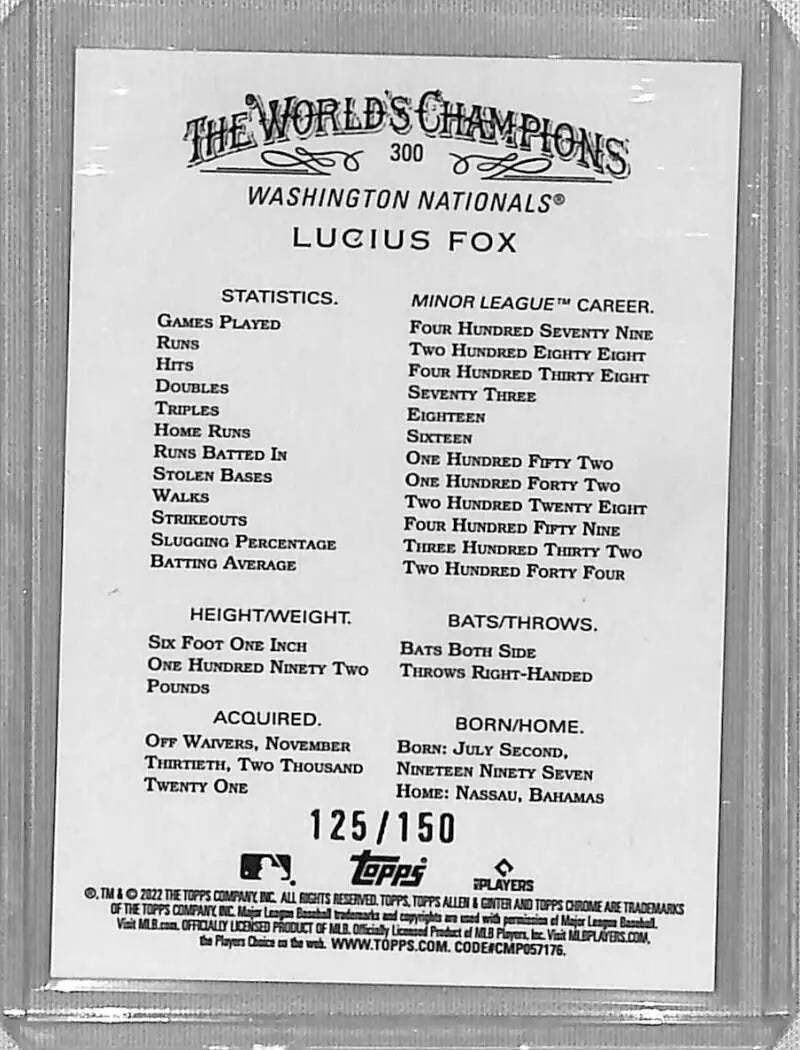 THE WORLD'S CHAMPIONS
300
WASHINGTON NATIONALS®
LUCIUS FOX
STATISTICS.
GAMES PLAYED
RUNS
HITS
DOUBLES
TRIPLES
HOME RUNS
RUNS BATTED IN
STOLEN BASES
WALKS
STRIKEOUTS
SLUGGING PERCENTAGE
BATTING AVERAGE
MINOR LEAGUE™ CAREER.
FOUR HUNDRED SEVENTY NINE
TWO HUNDRED EIGHTY EIGHT
FOUR HUNDRED THIRTY EIGHT
SEVENTY THREE
EIGHTEEN
SIXTEEN
ONE HUNDRED FIFTY TWO
ONE HUNDRED FORTY TWO
TWO HUNDRED TWENTY EIGHT
FOUR HUNDRED FIFTY NINE
THREE HUNDRED THIRTY TWO
TWO HUNDRED FORTY FOUR
HEIGHT/WEIGHT.
SIX FOOT ONE INCH
ONE HUNDRED NINETY TWO
POUNDS
BATS/THROWS.
BATS BOTH SIDE
THROWS RIGHT-HANDED
ACQUIRED.
OFF WAIVERS, NOVEMBER
THIRTIETH, TWO THOUSAND
TWENTY ONE
BORN/HOME.
BORN: JULY SECOND,
NINETEEN NINETY SEVEN
HOME: NASSAU, BAHAMAS
125/150
topps
PLAYERS
®, TM & © 2022 THE TOPPS COMPANY, INC. ALL RIGHTS RESERVED. TOPPS, TOPPS ALLEN & GINTER AND TOPPS CHROME ARE TRADEMARKS
OF THE TOPPS COMPANY, INC. Major League Baseball trademarks and copyrights are used with permission of Major League Baseball.
Visit MLB.com. OFFICIALLY LICENSED PRODUCT OF MLB. Officially Licensed Product of MLB Players, Inc. Visit MLBPLAYERS.COM,
the Players Choice on the web. WWW.TOPPS.COM. CODE#CMP057176.